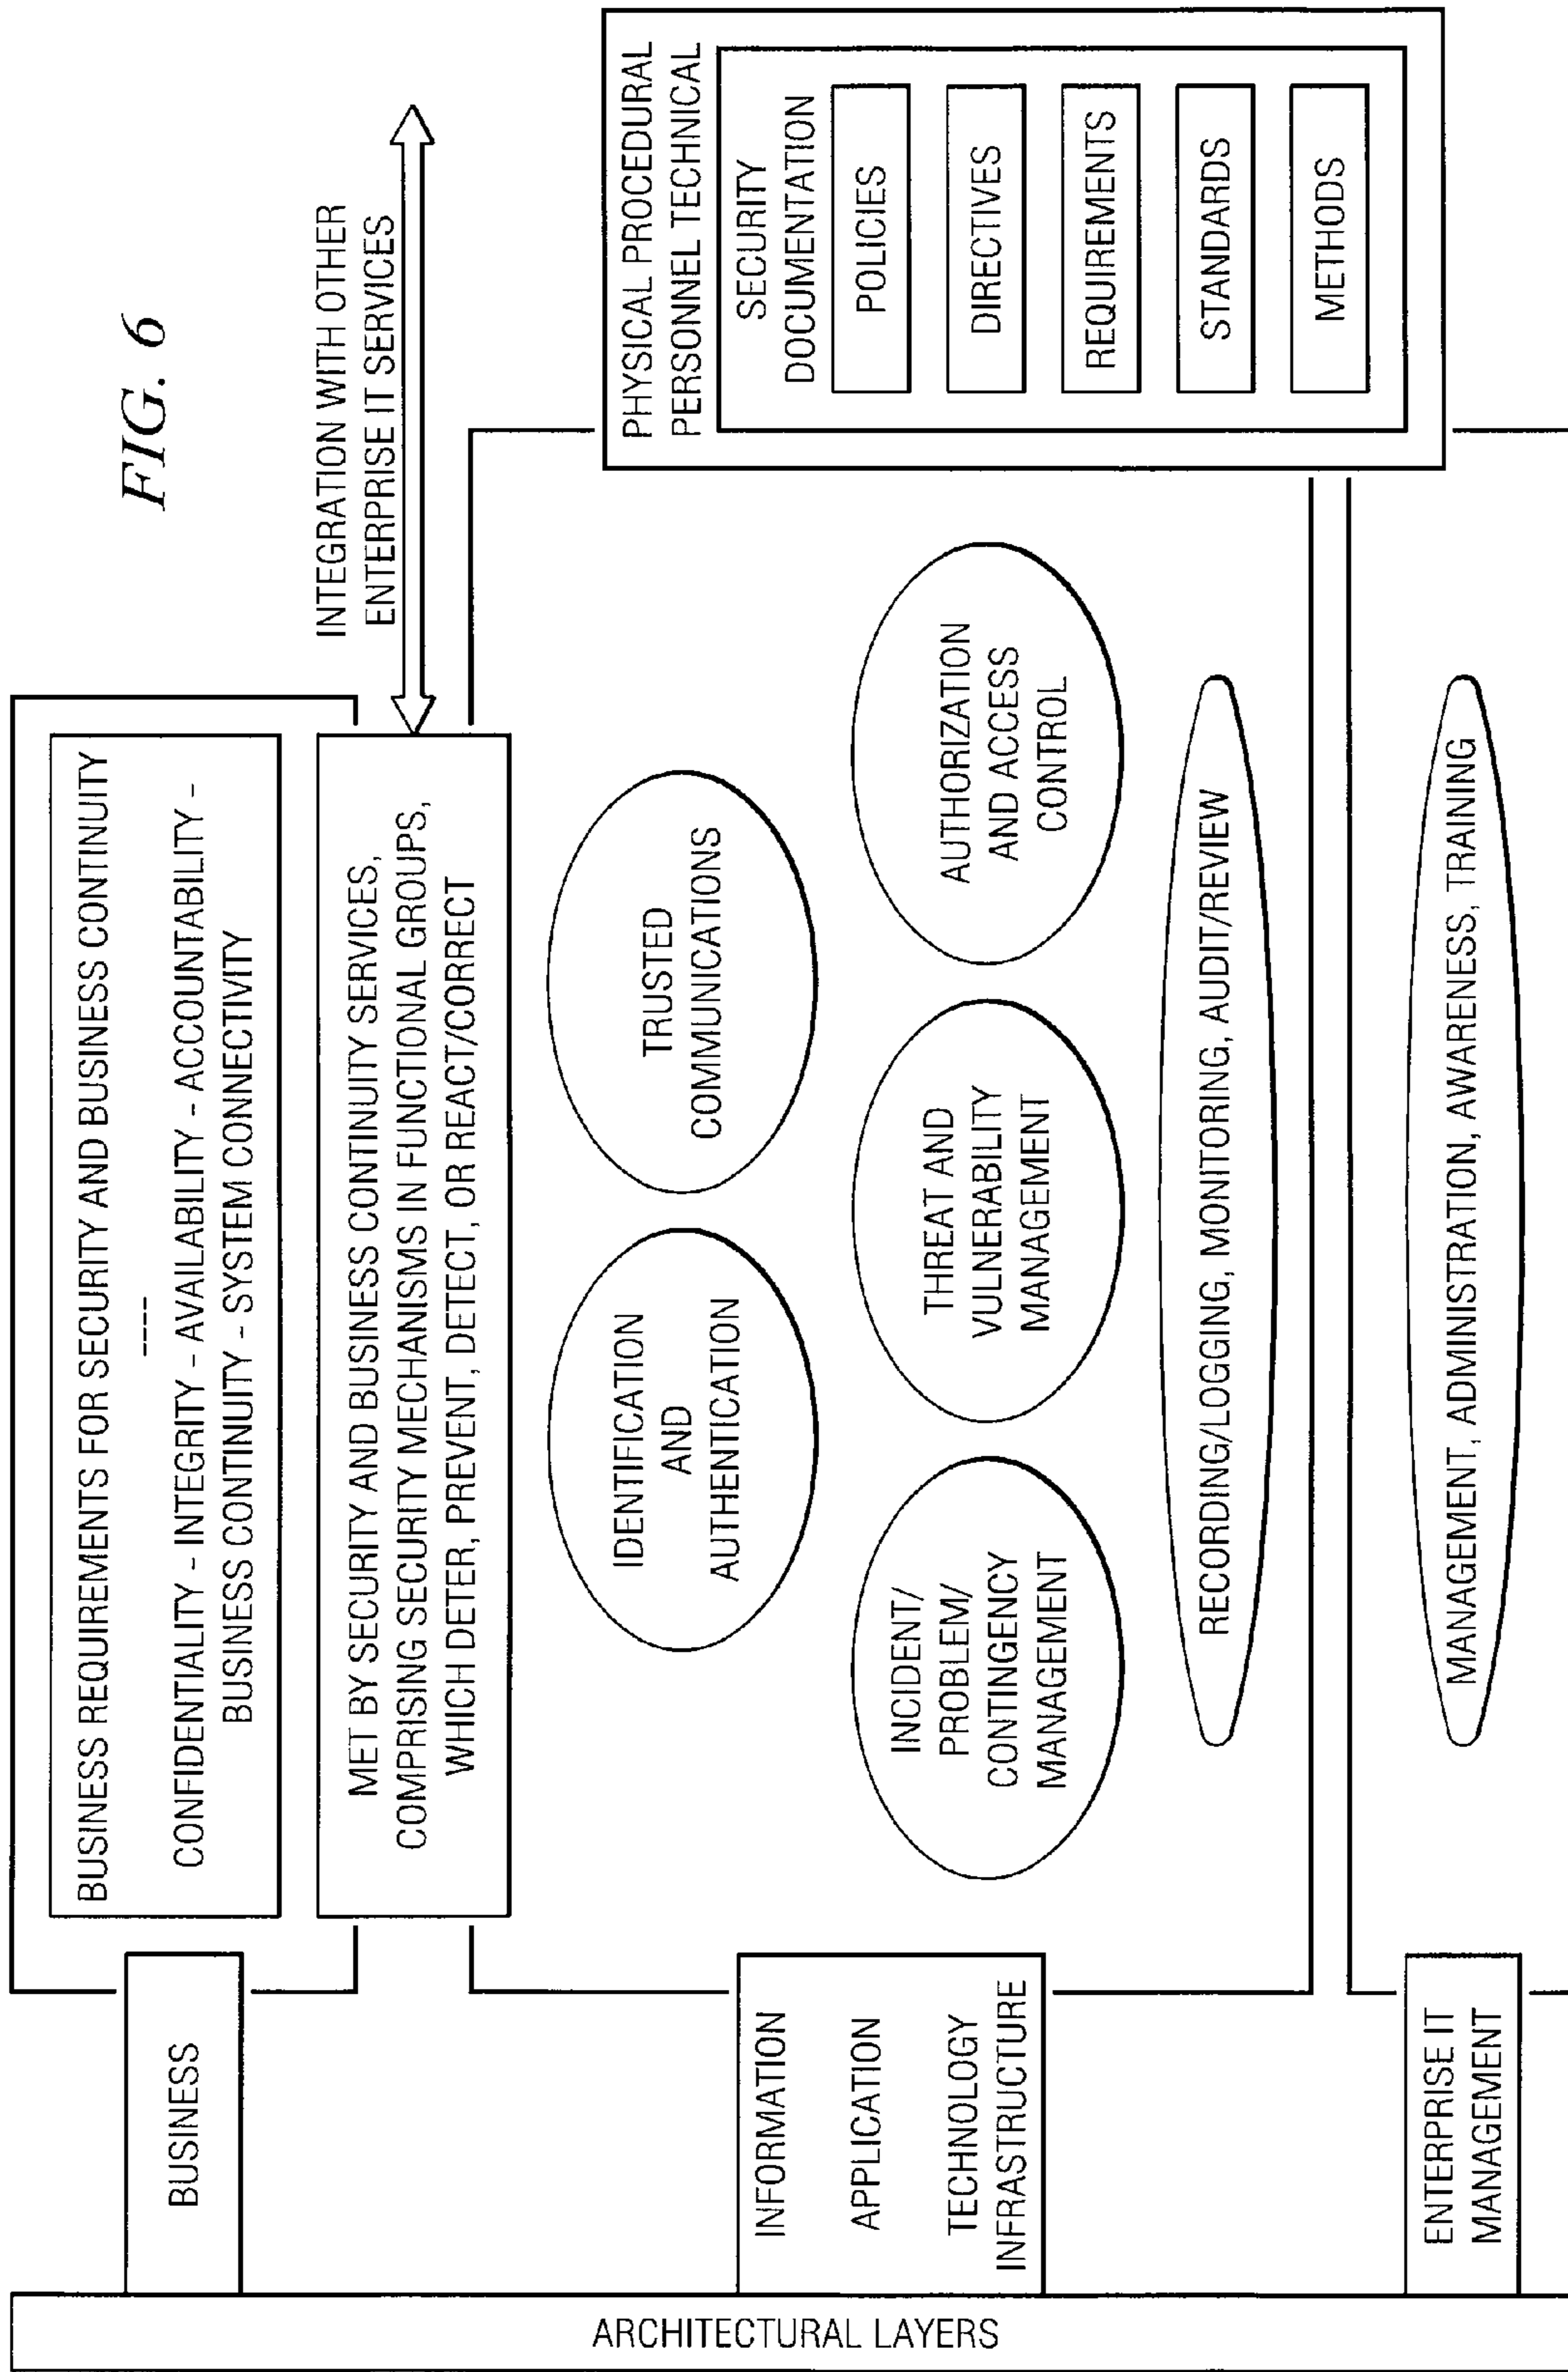 FIG. 6
ARCHITECTURAL LAYERS
BUSINESS
BUSINESS REQUIREMENTS FOR SECURITY AND BUSINESS CONTINUITY
----
CONFIDENTIALITY - INTEGRITY - AVAILABILITY - ACCOUNTABILITY -
BUSINESS CONTINUITY - SYSTEM CONNECTIVITY
MET BY SECURITY AND BUSINESS CONTINUITY SERVICES,
COMPRISING SECURITY MECHANISMS IN FUNCTIONAL GROUPS,
WHICH DETER, PREVENT, DETECT, OR REACT/CORRECT
INTEGRATION WITH OTHER
ENTERPRISE IT SERVICES
INFORMATION
APPLICATION
TECHNOLOGY
INFRASTRUCTURE
IDENTIFICATION
AND
AUTHENTICATION
TRUSTED
COMMUNICATIONS
INCIDENT/
PROBLEM/
CONTINGENCY
MANAGEMENT
THREAT AND
VULNERABILITY
MANAGEMENT
AUTHORIZATION
AND ACCESS
CONTROL
RECORDING/LOGGING, MONITORING, AUDIT/REVIEW
PHYSICAL PROCEDURAL
PERSONNEL TECHNICAL
SECURITY
DOCUMENTATION
POLICIES
DIRECTIVES
REQUIREMENTS
STANDARDS
METHODS
ENTERPRISE IT
MANAGEMENT
MANAGEMENT, ADMINISTRATION, AWARENESS, TRAINING